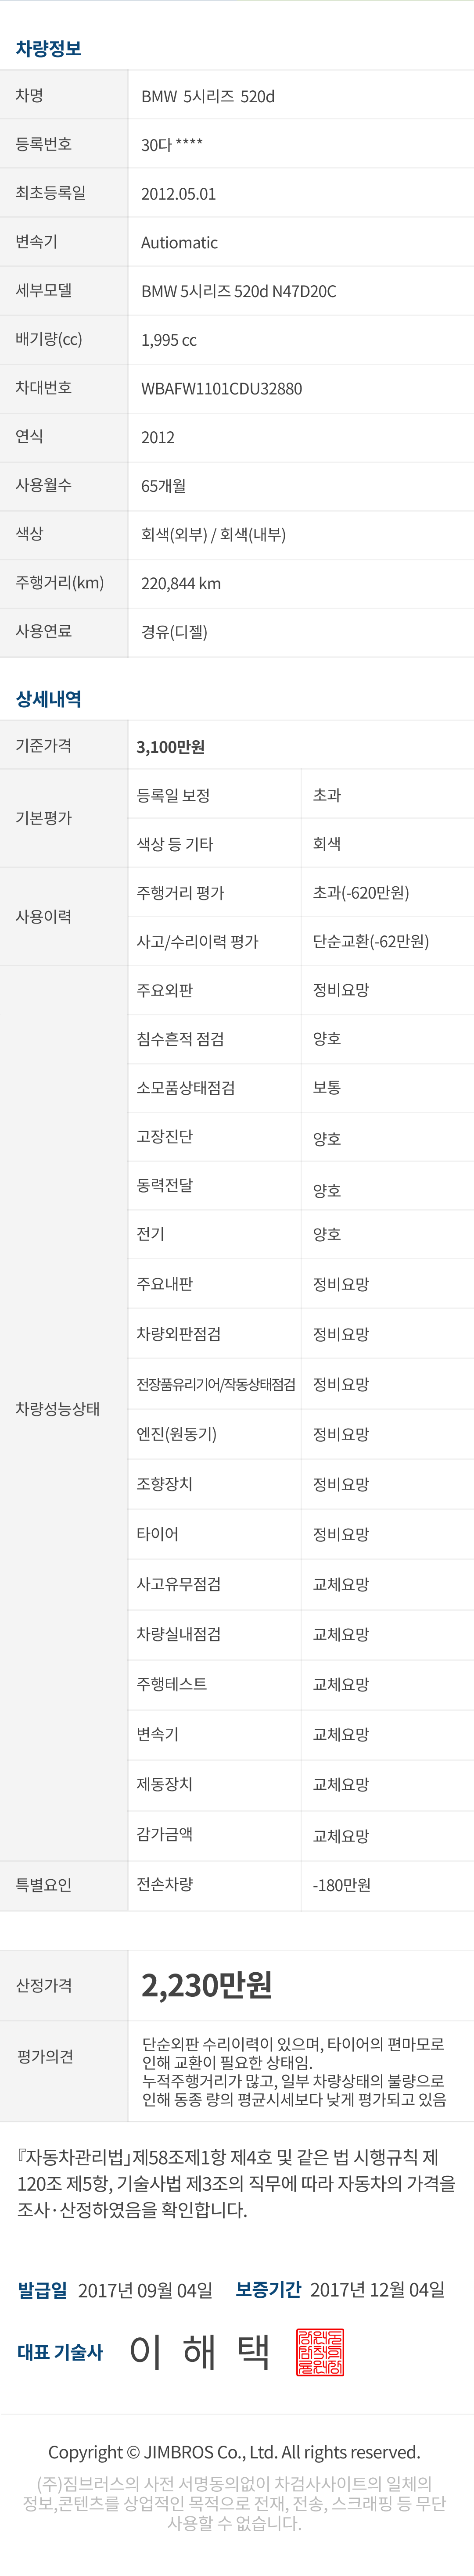 차량정보
차명 BMW 5시리즈 520d
등록번호 30다 ****
최초등록일 2012.05.01
변속기 Autiomatic
세부모델 BMW 5시리즈 520d N47D20C
배기량(cc) 1,995 cc
차대번호 WBAFW1101CDU32880
연식 2012
사용월수 65개월
색상 회색(외부) / 회색(내부)
주행거리(km) 220,844 km
사용연료 경유(디젤)
상세내역
기준가격 3,100만원
기본평가
등록일 보정 초과
색상 등 기타 회색
사용이력
주행거리 평가 초과(-620만원)
사고/수리이력 평가 단순교환(-62만원)
차량성능상태
주요외판 정비요망
침수흔적 점검 양호
소모품상태점검 보통
고장진단 양호
동력전달 양호
전기 양호
주요내판 정비요망
차량외판점검 정비요망
전장품유리기어/작동상태점검 정비요망
엔진(원동기) 정비요망
조향장치 정비요망
타이어 정비요망
사고유무점검 교체요망
차량실내점검 교체요망
주행테스트 교체요망
변속기 교체요망
제동장치 교체요망
감가금액 교체요망
특별요인 전손차량 -180만원
산정가격 2,230만원
평가의견
단순외판 수리이력이 있으며, 타이어의 편마모로
인해 교환이 필요한 상태임.
누적주행거리가 많고, 일부 차량상태의 불량으로
인해 동종 량의 평균시세보다 낮게 평가되고 있음
『자동차관리법」제58조제1항 제4호 및 같은 법 시행규칙 제
120조 제5항, 기술사법 제3조의 직무에 따라 자동차의 가격을
조사·산정하였음을 확인합니다.
발급일 2017년 09월 04일 보증기간 2017년 12월 04일
대표 기술사 이 해 택
Copyright © JIMBROS Co., Ltd. All rights reserved.
(주)짐브러스의 사전 서명동의없이 차검사사이트의 일체의
정보,콘텐츠를 상업적인 목적으로 전재, 전송, 스크래핑 등 무단
사용할 수 없습니다.